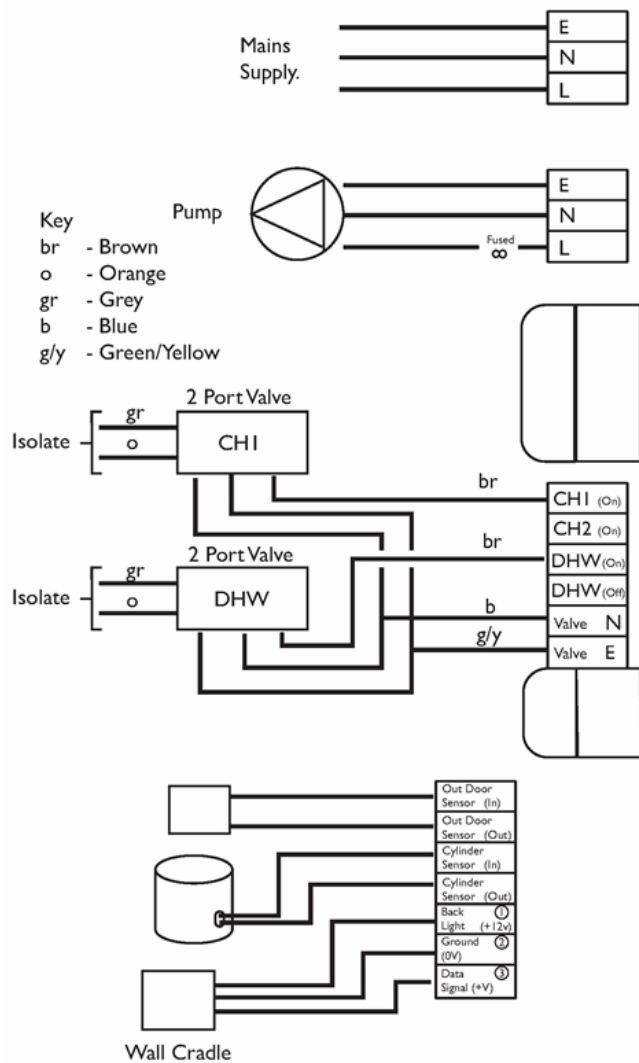 Mains
Supply.
E
N
L
Pump
E
N
Fused
L
Key
br - Brown
o - Orange
gr - Grey
b - Blue
g/y - Green/Yellow
2 Port Valve
gr
Isolate
o
CH1
br
CH1 (On)
CH2 (On)
2 Port Valve
br
DHW (On)
gr
Isolate
o
DHW
DHW (Off)
b
Valve N
g/y
Valve E
Out Door
Sensor (In)
Out Door
Sensor (Out)
Cylinder
Sensor (In)
Cylinder
Sensor (Out)
Back ①
Light (+12v)
Ground ②
(0V)
Data ③
Signal (+V)
Wall Cradle